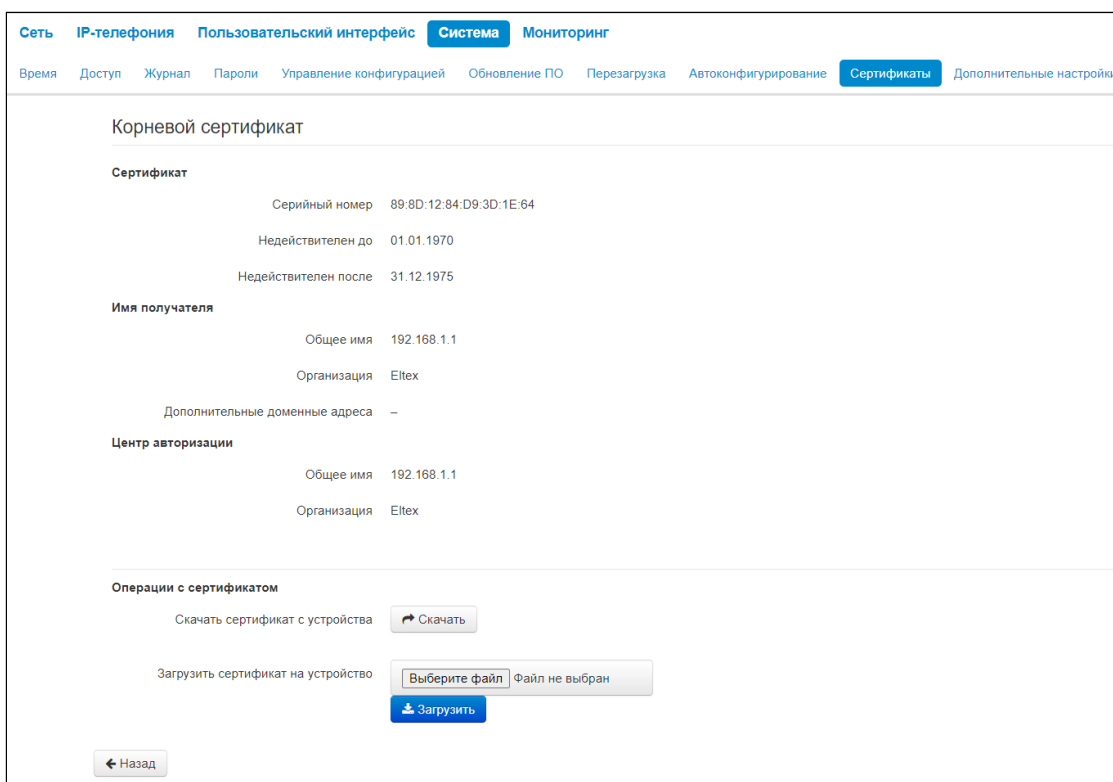 Сеть IP-телефония Пользовательский интерфейс Система Мониторинг
Время Доступ Журнал Пароли Управление конфигурацией Обновление ПО Перезагрузка Автоконфигурирование Сертификаты Дополнительные настройки
Корневой сертификат
Сертификат
Серийный номер 89:8D:12:84:D9:3D:1E:64
Недействителен до 01.01.1970
Недействителен после 31.12.1975
Имя получателя
Общее имя 192.168.1.1
Организация Eltex
Дополнительные доменные адреса –
Центр авторизации
Общее имя 192.168.1.1
Организация Eltex
Операции с сертификатом
Скачать сертификат с устройства Скачать
Загрузить сертификат на устройство Выберите файл Файл не выбран
Загрузить
Назад